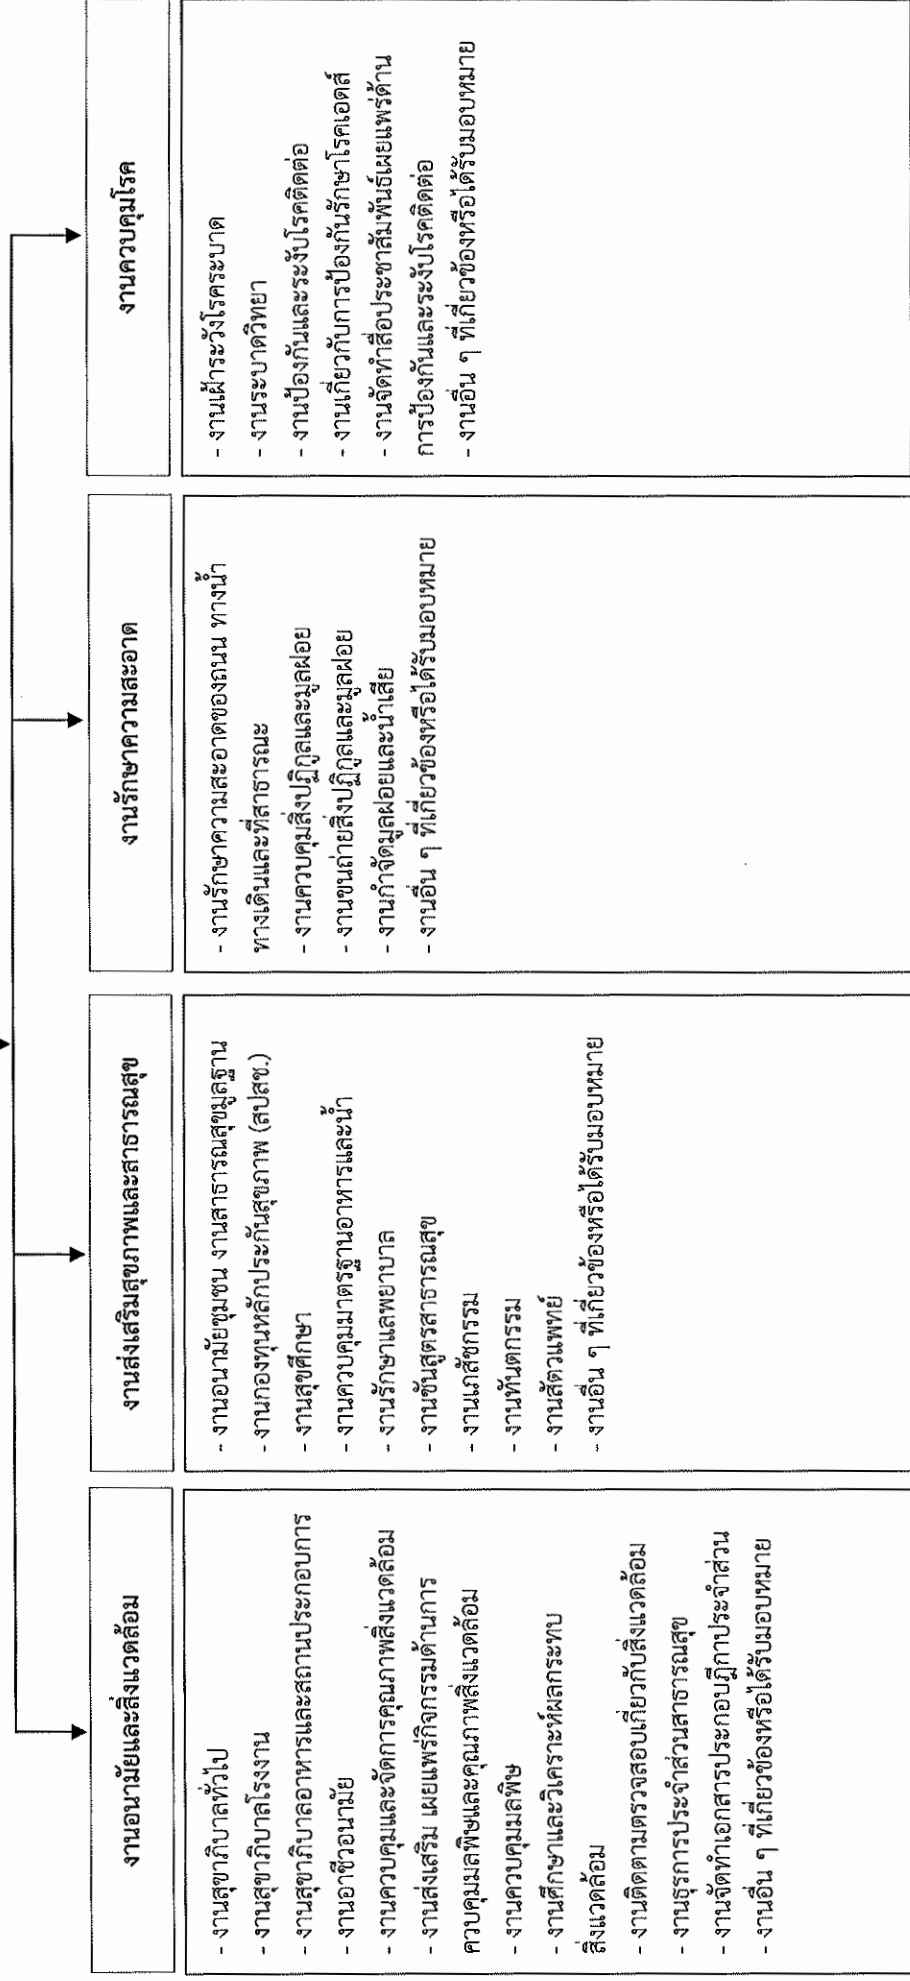 งานอนามัยและสิ่งแวดล้อม
- งานสุขาภิบาลทั่วไป
- งานสุขาภิบาลโรงงาน
- งานสุขาภิบาลอาหารและสถานประกอบการ
- งานอาชีวอนามัย
- งานควบคุมและจัดการคุณภาพสิ่งแวดล้อม
- งานส่งเสริม เผยแพร่กิจกรรมด้านการ
ควบคุมมลพิษและคุณภาพสิ่งแวดล้อม
- งานควบคุมมลพิษ
- งานศึกษาและวิเคราะห์ผลกระทบ
สิ่งแวดล้อม
- งานติดตามตรวจสอบเกี่ยวกับสิ่งแวดล้อม
- งานธุรการประจำส่วนสาธารณสุข
- งานจัดทำเอกสารประกอบฎีกาประจำส่วน
- งานอื่น ๆ ที่เกี่ยวข้องหรือได้รับมอบหมาย
งานส่งเสริมสุขภาพและสาธารณสุข
- งานอนามัยชุมชน งานสาธารณสุขมูลฐาน
- งานกองทุนหลักประกันสุขภาพ (สปสช.)
- งานสุขศึกษา
- งานควบคุมมาตรฐานอาหารและน้ำ
- งานรักษาและพยาบาล
- งานชันสูตรสาธารณสุข
- งานเภสัชกรรม
- งานทันตกรรม
- งานสัตวแพทย์
- งานอื่น ๆ ที่เกี่ยวข้องหรือได้รับมอบหมาย
งานรักษาความสะอาด
- งานรักษาความสะอาดของถนน ทางน้ำ
ทางเดินและที่สาธารณะ
- งานควบคุมสิ่งปฏิกูลและมูลฝอย
- งานขนถ่ายสิ่งปฏิกูลและมูลฝอย
- งานกำจัดมูลฝอยและน้ำเสีย
- งานอื่น ๆ ที่เกี่ยวข้องหรือได้รับมอบหมาย
งานควบคุมโรค
- งานเฝ้าระวังโรคระบาด
- งานระบาดวิทยา
- งานป้องกันและระงับโรคติดต่อ
- งานเกี่ยวกับการป้องกันรักษาโรคเอดส์
- งานจัดทำสื่อประชาสัมพันธ์เผยแพร่ด้าน
การป้องกันและระงับโรคติดต่อ
- งานอื่น ๆ ที่เกี่ยวข้องหรือได้รับมอบหมาย